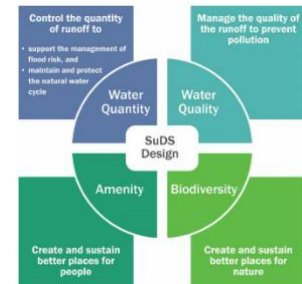 Control the quantity
of runoff to
• support the management of
flood risk, and
• maintain and protect
the natural water
cycle
Manage the quality of
the runoff to prevent
pollution
Water
Quantity
Water
Quality
SuDS
Design
Amenity
Biodiversity
Create and sustain
better places for
people
Create and sustain
better places for
nature